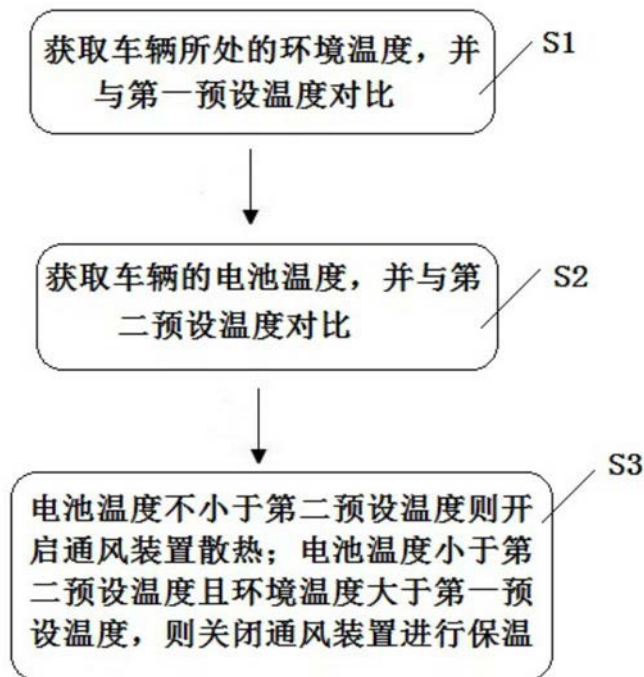 获取车辆所处的环境温度，并
与第一预设温度对比
S1
获取车辆的电池温度，并与第
二预设温度对比
S2
电池温度不小于第二预设温度则开
启通风装置散热；电池温度小于第
二预设温度且环境温度大于第一预
设温度，则关闭通风装置进行保温
S3